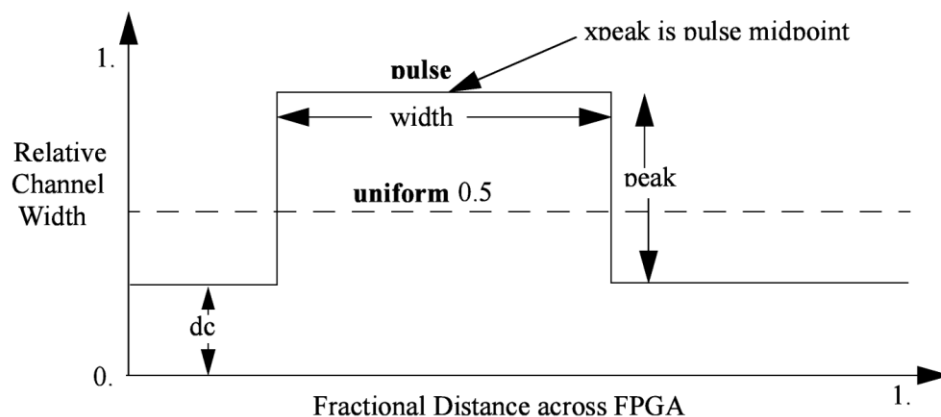 xpeak is pulse midpoint
1.
pulse
width
Relative
Channel
Width
peak
uniform 0.5
dc
0.
1.
Fractional Distance across FPGA